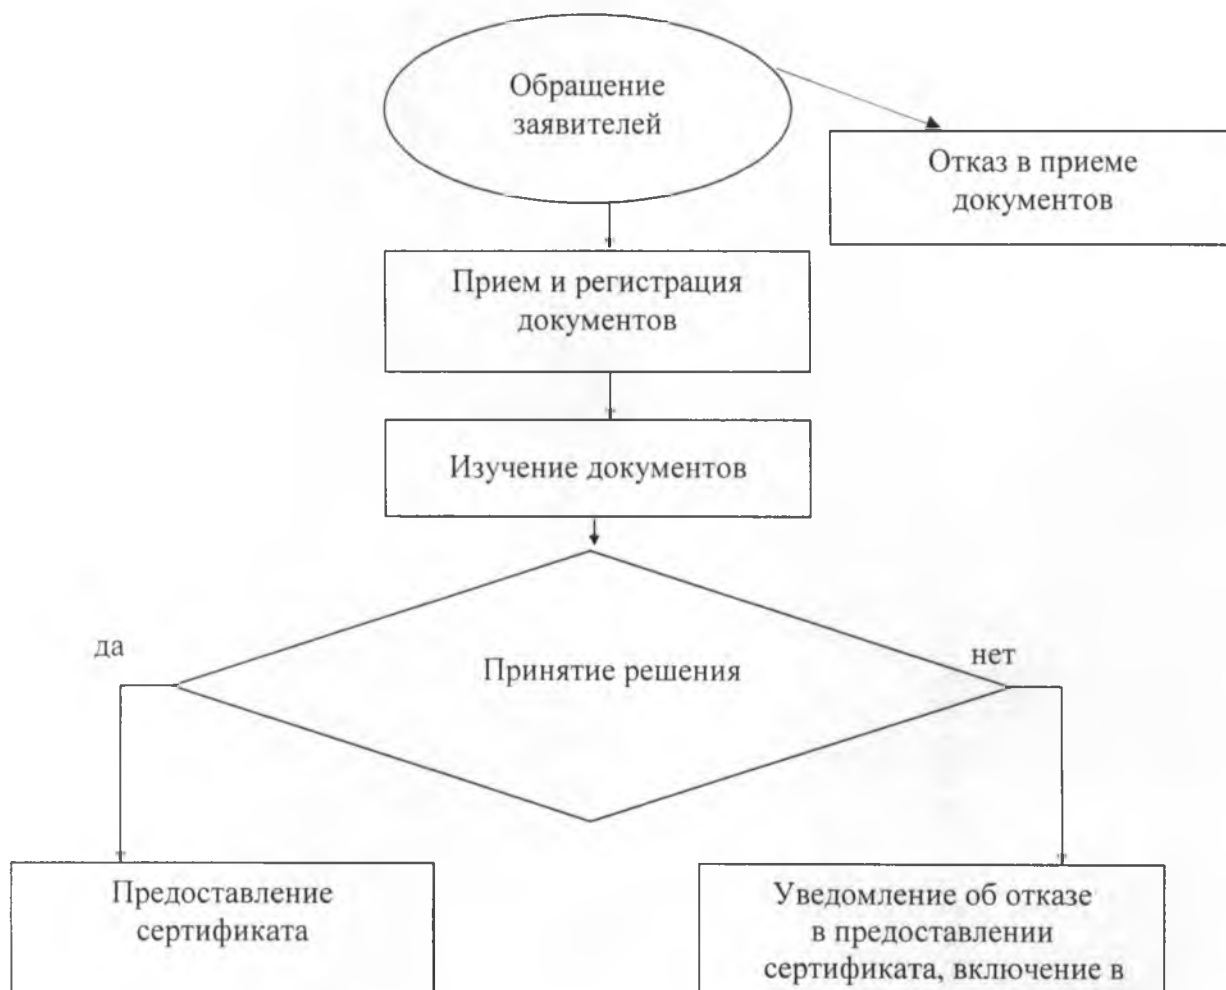 Обращение
заявителей
Отказ в приеме
документов
Прием и регистрация
документов
Изучение документов
да
Принятие решения
нет
Предоставление
сертификата
Уведомление об отказе
в предоставлении
сертификата, включение в